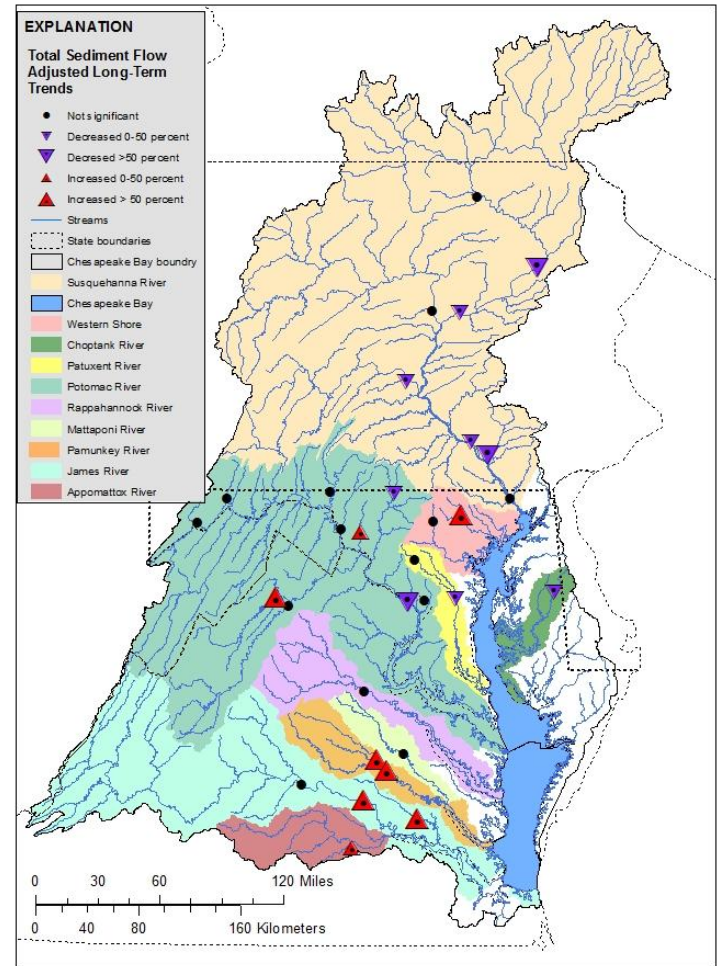 EXPLANATION
Total Sediment Flow
Adjusted Long-Term
Trends
Not significant
Decreased 0-50 percent
Decresed >50 percent
Increased 0-50 percent
Increased > 50 percent
Streams
State boundaries
Chesapeake Bay boundry
Susquehanna River
Chesapeake Bay
Western Shore
Choptank River
Patuxent River
Potomac River
Rappahannock River
Mattaponi River
Pamunkey River
James River
Appomattox River
0 30 60 120 Miles
0 40 80 160 Kilometers